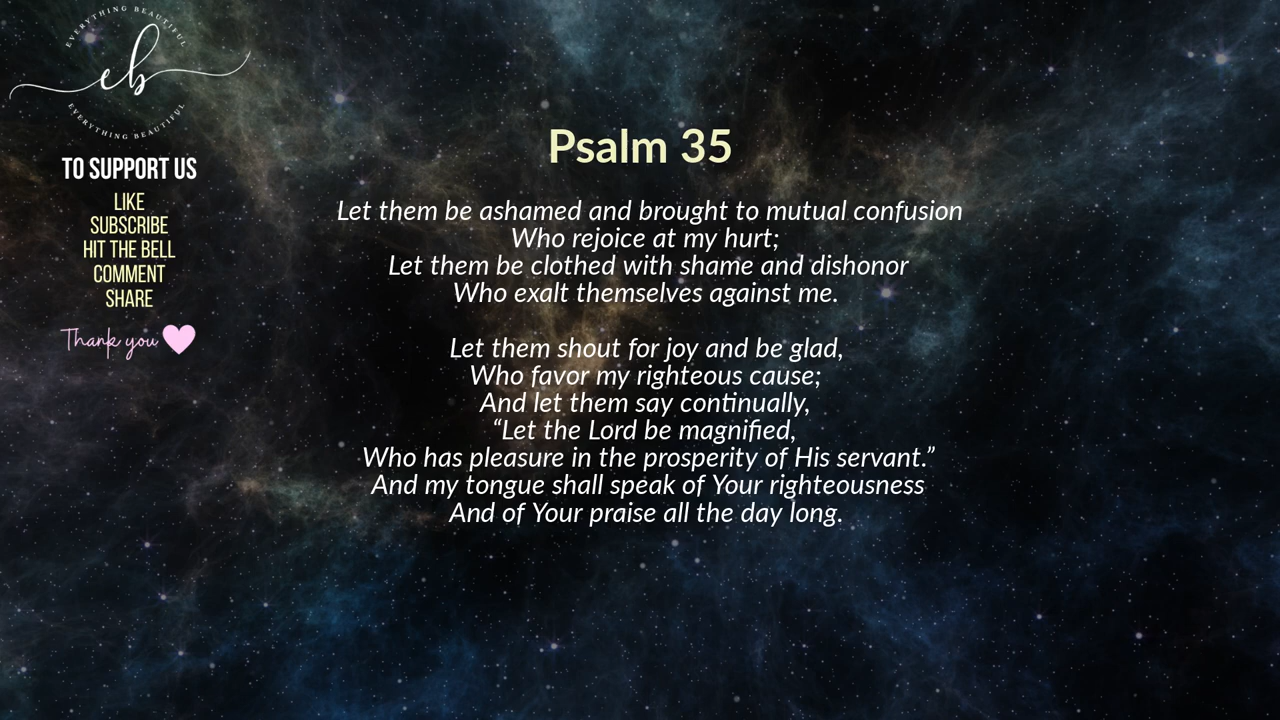 EVERYTHING BEAUTIFUL
eb
EVERYTHING BEAUTIFUL
TO SUPPORT US
LIKE
SUBSCRIBE
HIT THE BELL
COMMENT
SHARE
Thank you
Psalm 35
Let them be ashamed and brought to mutual confusion
Who rejoice at my hurt;
Let them be clothed with shame and dishonor
Who exalt themselves against me.
Let them shout for joy and be glad,
Who favor my righteous cause;
And let them say continually,
“Let the Lord be magnified,
Who has pleasure in the prosperity of His servant.”
And my tongue shall speak of Your righteousness
And of Your praise all the day long.